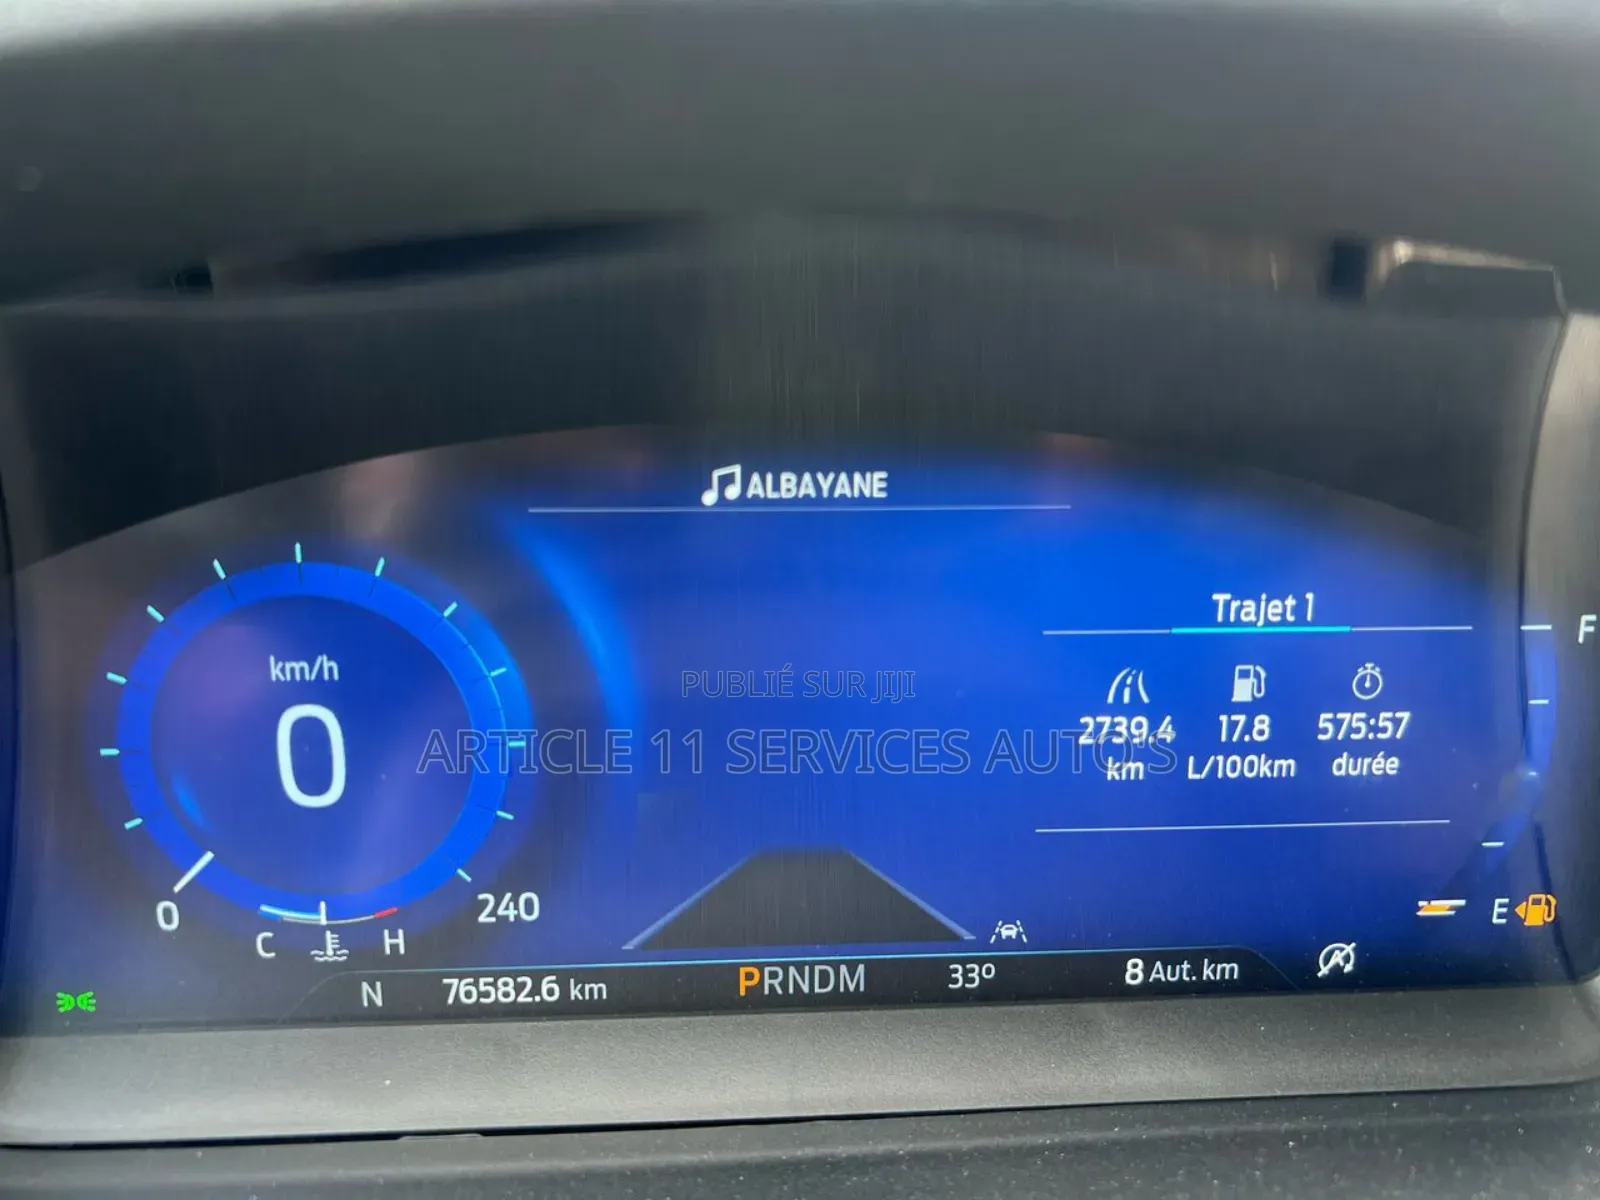 ALBAYANE
km/h
0
0
240
C
H
Trajet 1
2739.4 17.8 575:57
km L/100km durée
F
E
PUBLIÉ SUR JIJI
ARTICLE 11 SERVICES AUTO'S
N 76582.6 km PRNDM 33º 8 Aut. km